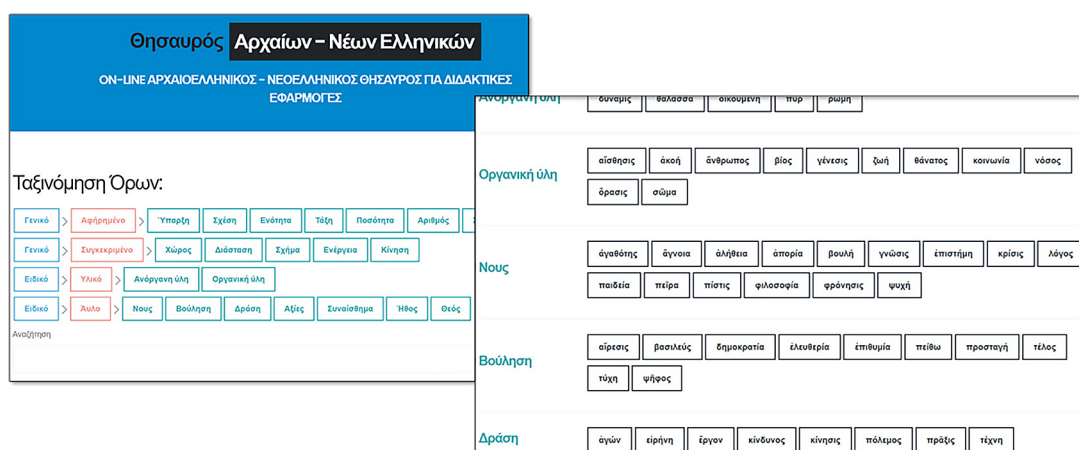 Θησαυρός Αρχαίων – Νέων Ελληνικών
ON-LINE ΑΡΧΑΙΟΕΛΛΗΝΙΚΟΣ – ΝΕΟΕΛΛΗΝΙΚΟΣ ΘΗΣΑΥΡΟΣ ΓΙΑ ΔΙΔΑΚΤΙΚΕΣ
ΕΦΑΡΜΟΓΕΣ
Ταξινόμηση Όρων:
Γενικό > Αφήρημένο > Ύπαρξη Σχέση Ενότητα Τάξη Ποσότητα Αριθμός
Γενικό > Συγκεκριμένο > Χώρος Διάσταση Σχήμα Ενέργεια Κίνηση
Ειδικό > Υλικό > Ανόργανη ύλη Οργανική ύλη
Ειδικό > Άυλο > Νους Βούληση Δράση Αξίες Συναίσθημα Ήθος Θεός
Αναζήτηση
Ανόργανη ύλη δύναμις θάλασσα οἰκουμένη πῦρ ῥώμη
Οργανική ύλη αἴσθησις ἀκοή ἄνθρωπος βίος γένεσις ζωή θάνατος κοινωνία νόσος
ὅρασις σῶμα
Νους ἀγαθότης ἄγνοια ἀλήθεια ἀπορία βουλή γνῶσις ἐπιστήμη κρίσις λόγος
παιδεία πεῖρα πίστις φιλοσοφία φρόνησις ψυχή
Βούληση αἵρεσις βασιλεύς δημοκρατία ἐλευθερία ἐπιθυμία πείθω προσταγή τέλος
τύχη ψῆφος
Δράση ἀγών εἰρήνη ἔργον κίνδυνος κίνησις πόλεμος πρᾶξις τέχνη